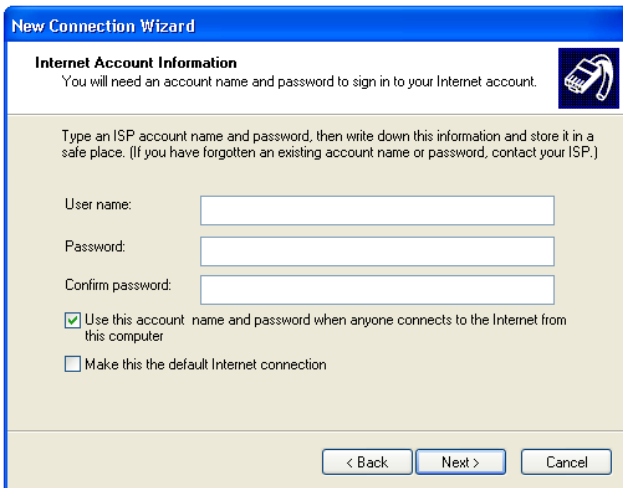 New Connection Wizard
Internet Account Information
You will need an account name and password to sign in to your Internet account.
Type an ISP account name and password, then write down this information and store it in a
safe place. (If you have forgotten an existing account name or password, contact your ISP.)
User name:
Password:
Confirm password:
Use this account name and password when anyone connects to the Internet from
this computer
Make this the default Internet connection
< Back
Next >
Cancel